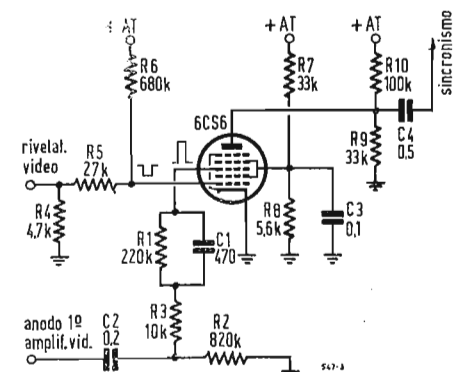 + AT
+ AT
+ AT
R6
680k
R7
33k
R10
100k
sincronismo
6CS6
rivelat.
video
R5
27k
R9
33k
C4
0,5
R4
4,7k
R1
220k
C1
470
R8
5,6k
C3
0,1
R3
10k
anodo 1º
amplif. vid.
C2
0,2
R2
820k